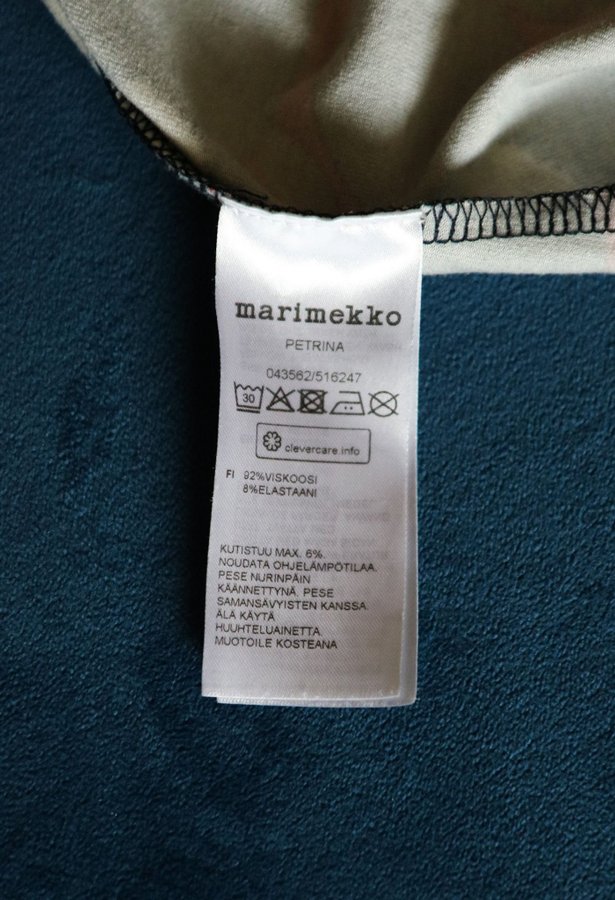 marimekko
PETRINA
043562/516247
30
clevercare.info
FI 92%VISKOOSI
8%ELASTAANI
KUTISTUU MAX. 6%.
NOUDATA OHJELÄMPÖTILAA.
PESE NURINPÄIN
KÄÄNNETTYNÄ. PESE
SAMANSÄVYISTEN KANSSA.
ÄLÄ KÄYTÄ
HUUHTELUAINETTA.
MUOTOILE KOSTEANA